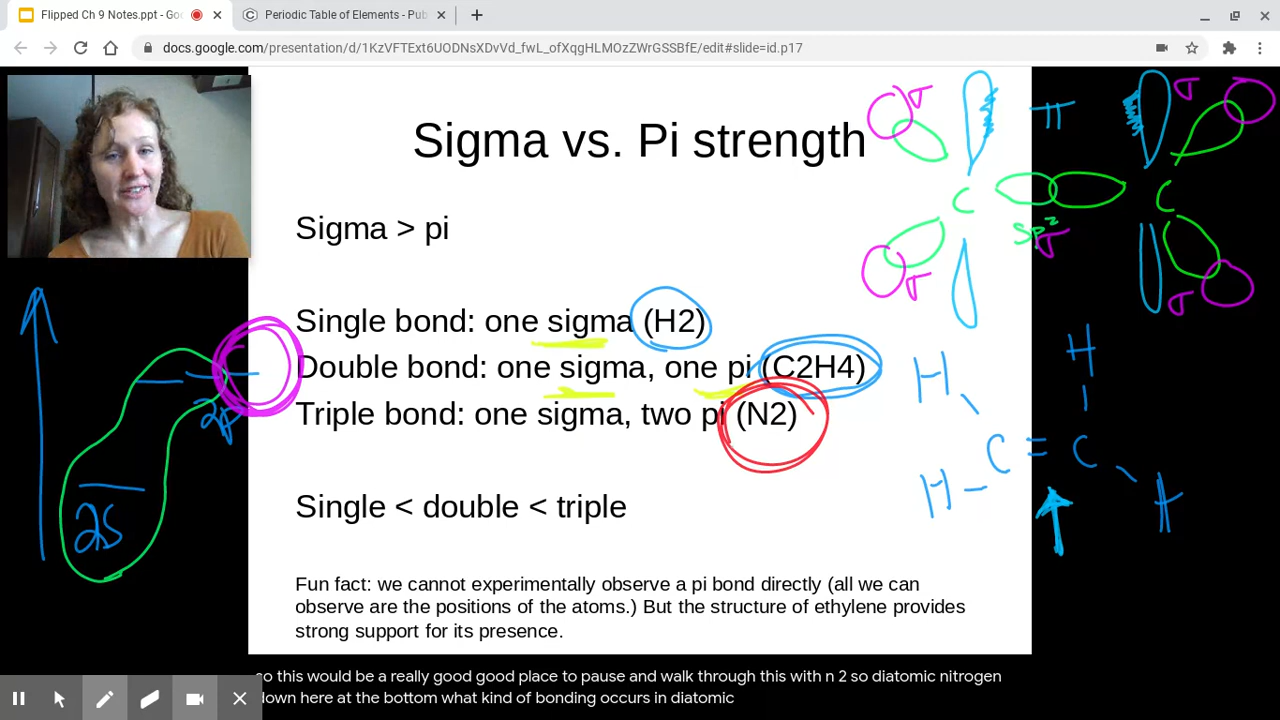 Flipped Ch 9 Notes.ppt - Goo
Periodic Table of Elements - Pub
docs.google.com/presentation/d/1KzVFTExt6UODNsXDvVd_fwL_ofXqgHLMOzZWrGSSBfE/edit#slide=id.p17
Sigma vs. Pi strength
σ π σ
C C
sp² σ
σ σ
Sigma > pi
Single bond: one sigma (H2)
Double bond: one sigma, one pi (C2H4)
Triple bond: one sigma, two pi (N2)
2p
2S
H H
C = C
H - H
Single < double < triple
Fun fact: we cannot experimentally observe a pi bond directly (all we can
observe are the positions of the atoms.) But the structure of ethylene provides
strong support for its presence.
so this would be a really good good place to pause and walk through this with n 2 so diatomic nitrogen
down here at the bottom what kind of bonding occurs in diatomic